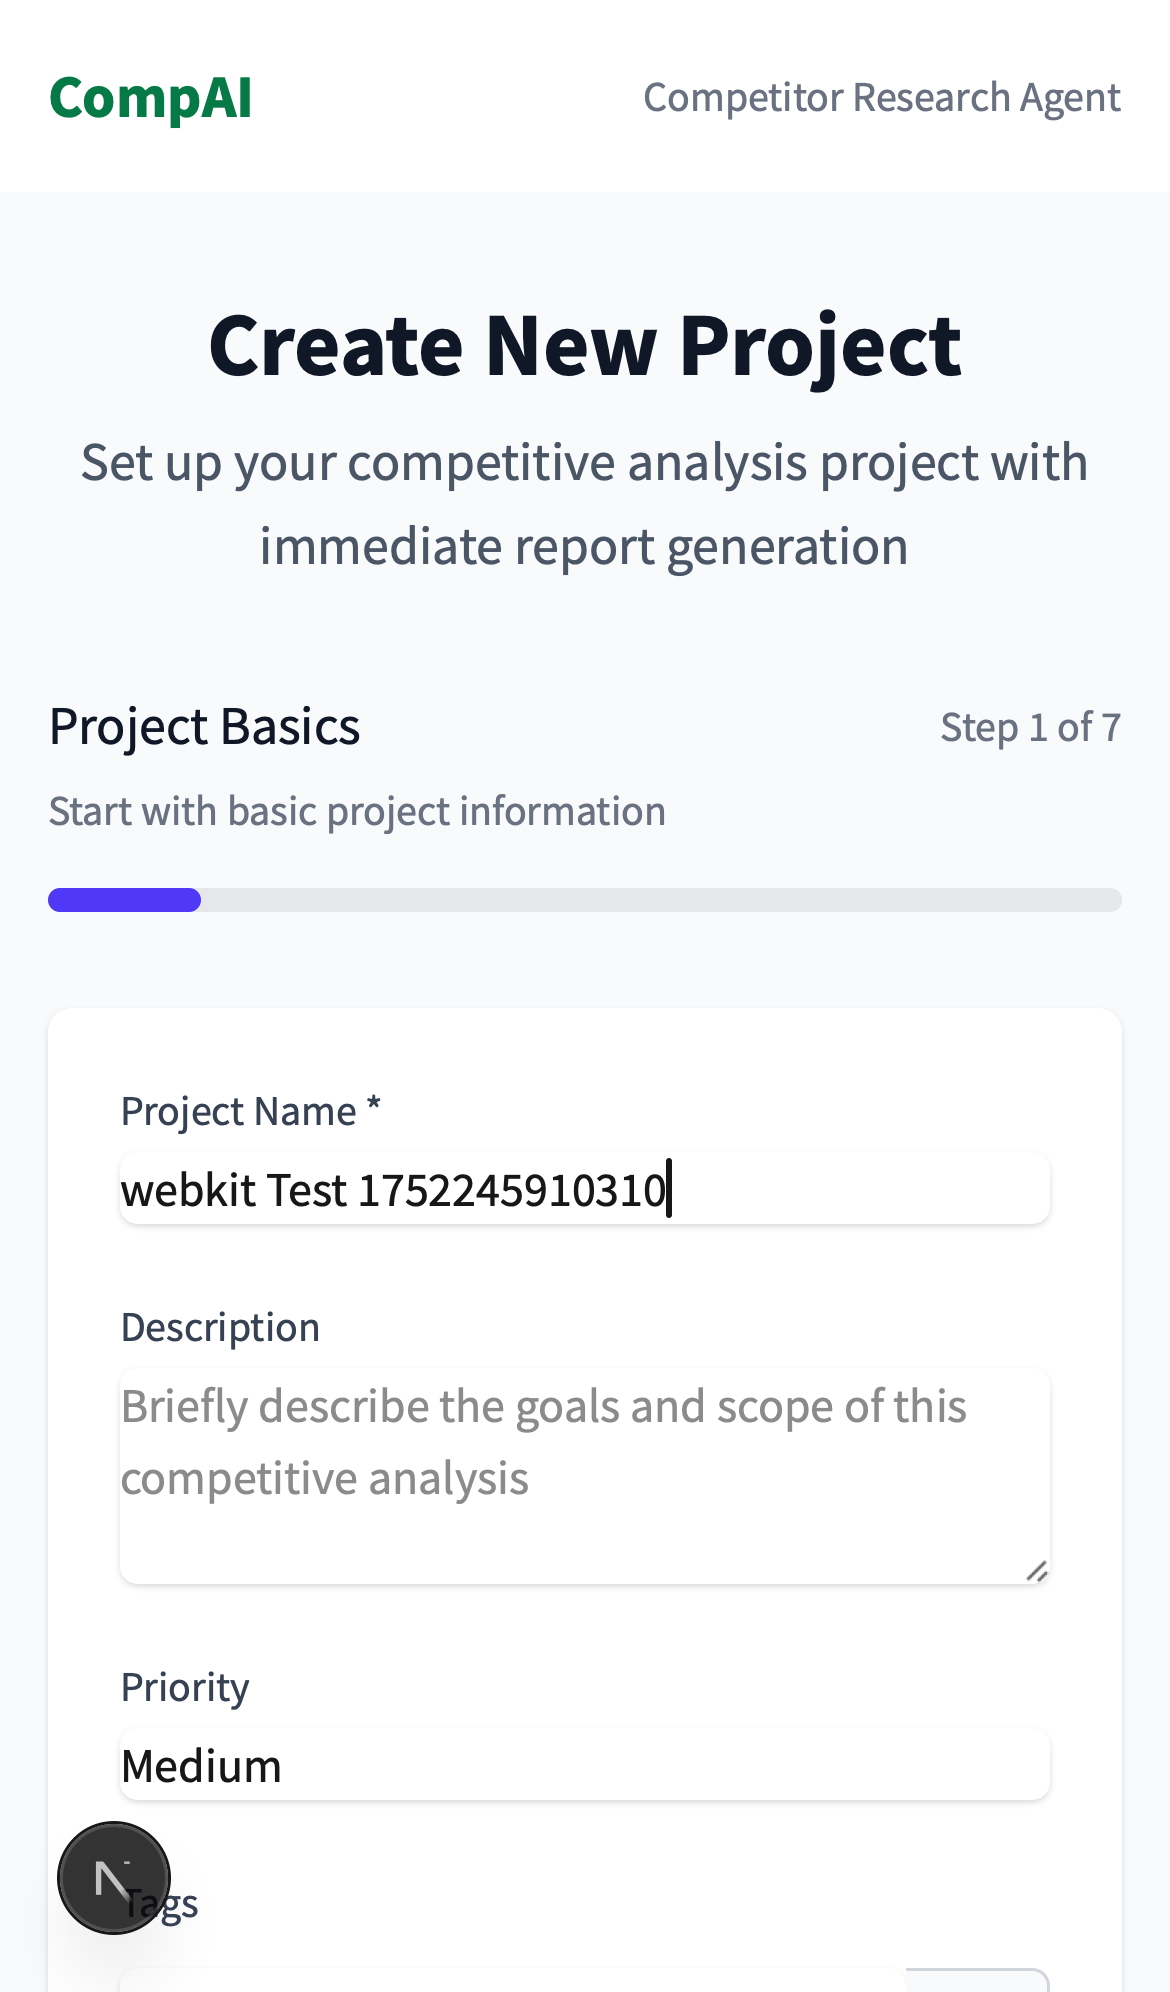 CompAI
Competitor Research Agent
Create New Project
Set up your competitive analysis project with
immediate report generation
Project Basics
Step 1 of 7
Start with basic project information
Project Name *
webkit Test 1752245910310
Description
Briefly describe the goals and scope of this
competitive analysis
Priority
Medium
N
Tags